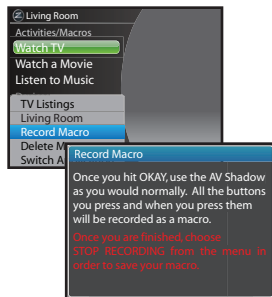 Living Room
Activities/Macros
Watch TV
Watch a Movie
Listen to Music
TV Listings
Living Room
Record Macro
Delete M
Switch A
Record Macro
Once you hit OKAY, use the AV Shadow
as you would normally. All the buttons
you press and when you press them
will be recorded as a macro.
Once you are finished, choose
STOP RECORDING from the menu in
order to save your macro.